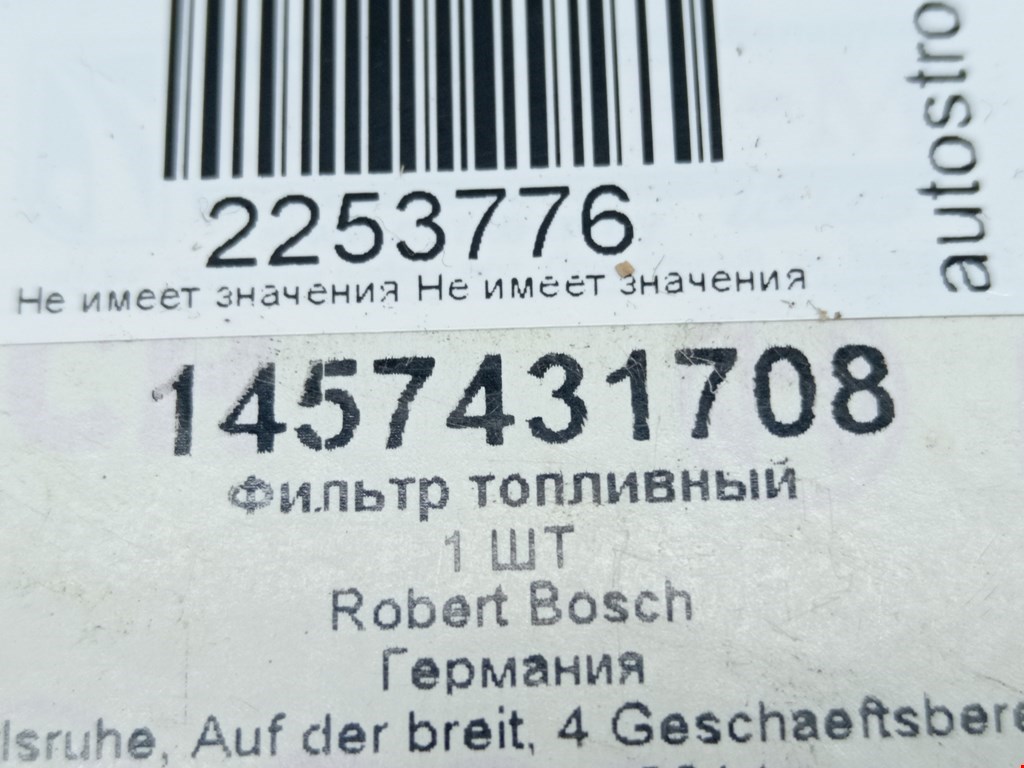 2253776
Не имеет значения Не имеет значения
autostro
1457431708
Фильтр топливный
1 ШТ
Robert Bosch
Германия
lsruhe, Auf der breit, 4 Geschaeftsbere